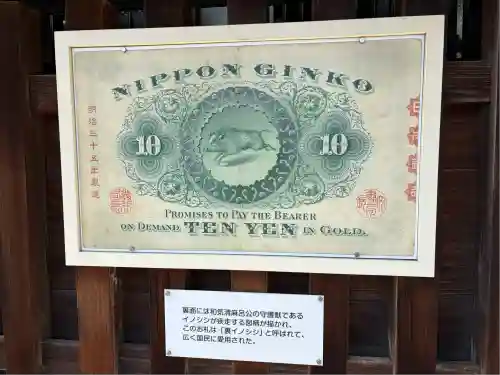 NIPPON GINKO
明治三十五年製造
10
10
PROMISES TO PAY THE BEARER
ON DEMAND TEN YEN IN GOLD.
裏面には和気清麻呂公の守護獣である
イノシシが疾走する図柄が描かれ、
このお札は「裏イノシシ」と呼ばれて、
広く国民に愛用された。